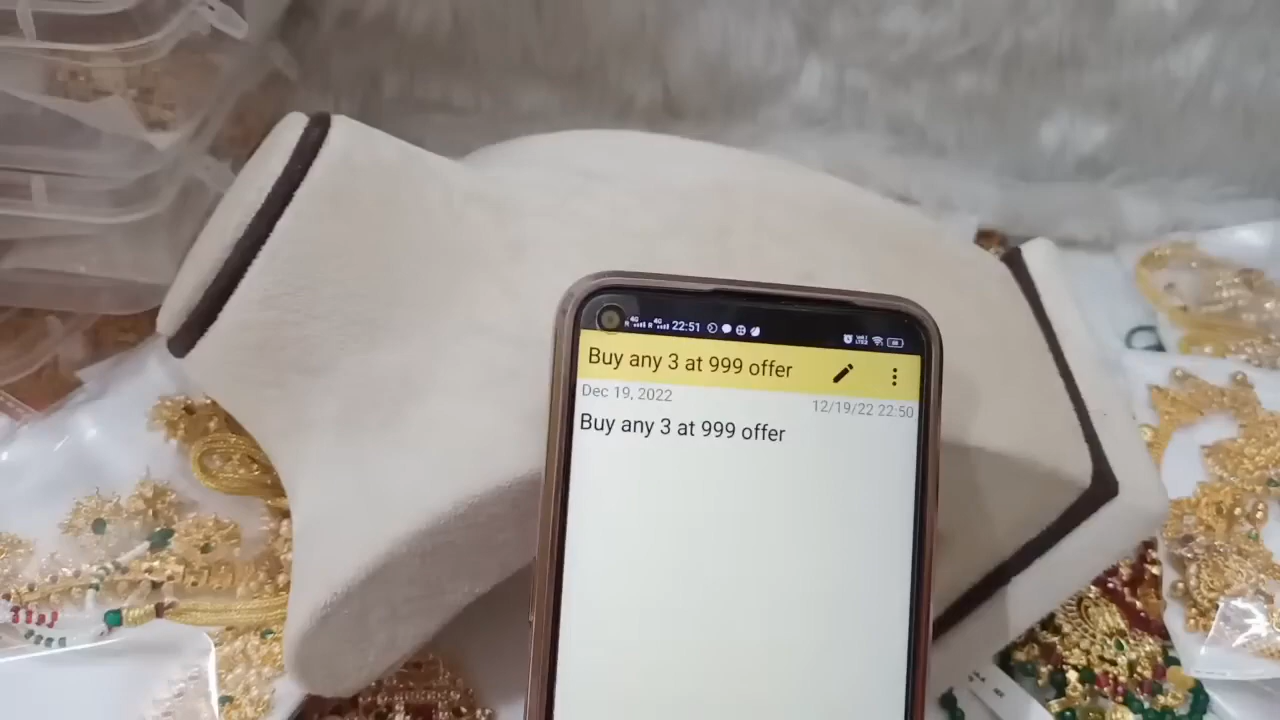 22:51
Buy any 3 at 999 offer
Dec 19, 2022
12/19/22 22:50
Buy any 3 at 999 offer